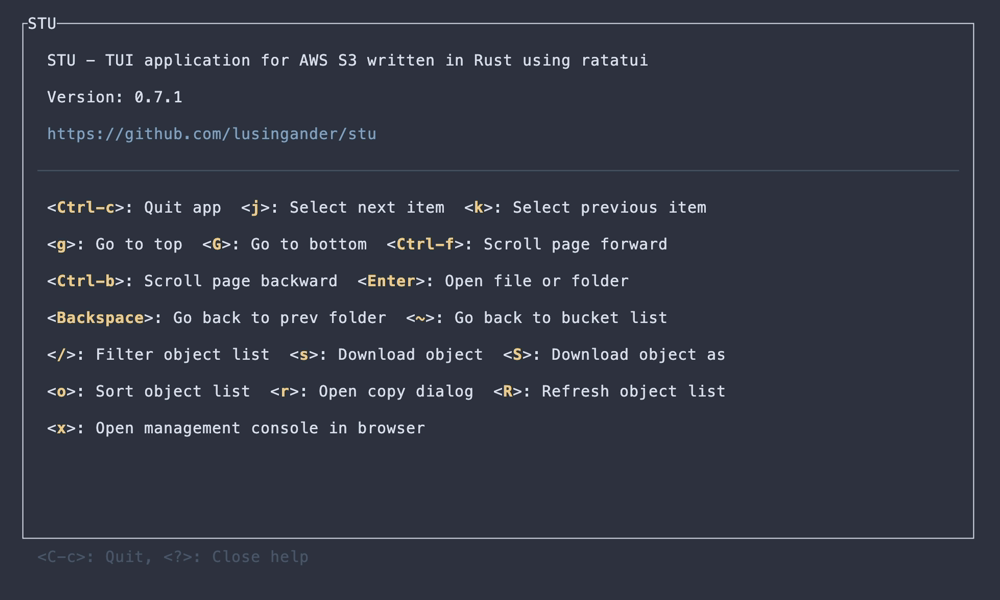 STU
STU – TUI application for AWS S3 written in Rust using ratatui
Version: 0.7.1
https://github.com/lusingander/stu
<Ctrl-c>: Quit app  <j>: Select next item  <k>: Select previous item
<g>: Go to top  <G>: Go to bottom  <Ctrl-f>: Scroll page forward
<Ctrl-b>: Scroll page backward  <Enter>: Open file or folder
<Backspace>: Go back to prev folder  <~>: Go back to bucket list
</>: Filter object list  <s>: Download object  <S>: Download object as
<o>: Sort object list  <r>: Open copy dialog  <R>: Refresh object list
<x>: Open management console in browser
<C-c>: Quit, <?>: Close help